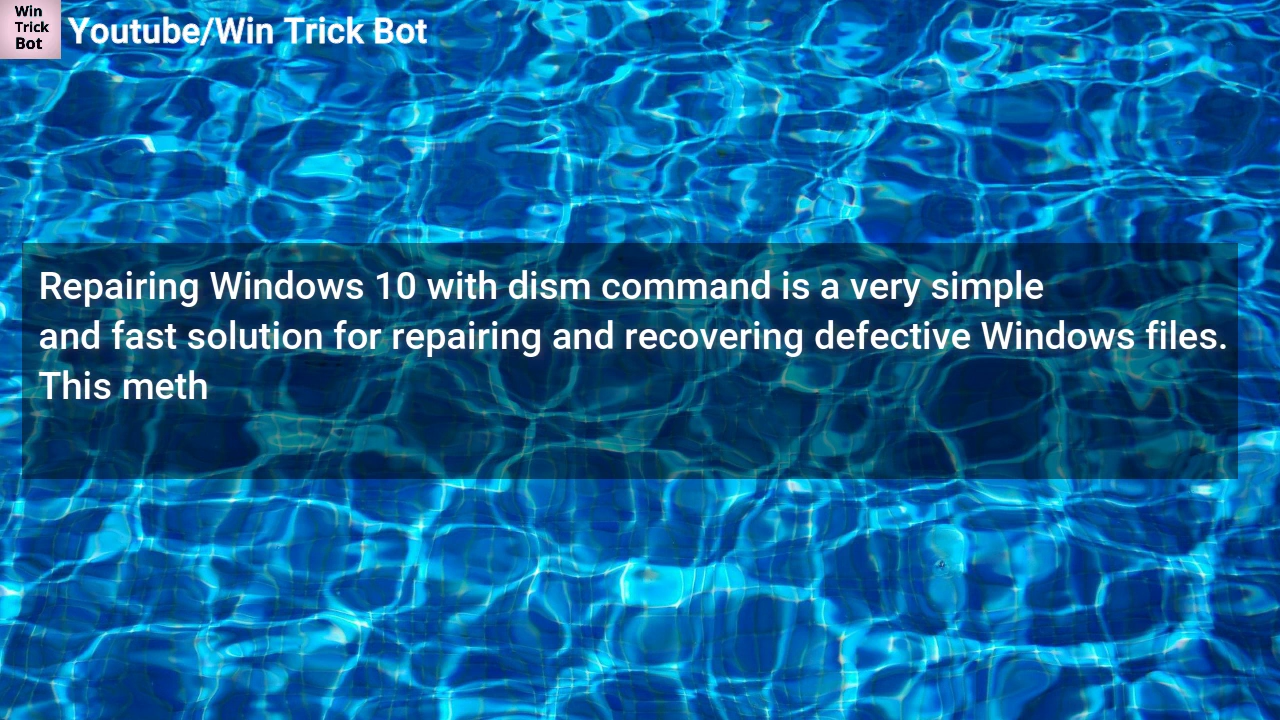 Win
Trick
Bot
Youtube/Win Trick Bot
Repairing Windows 10 with dism command is a very simple
and fast solution for repairing and recovering defective Windows files.
This meth